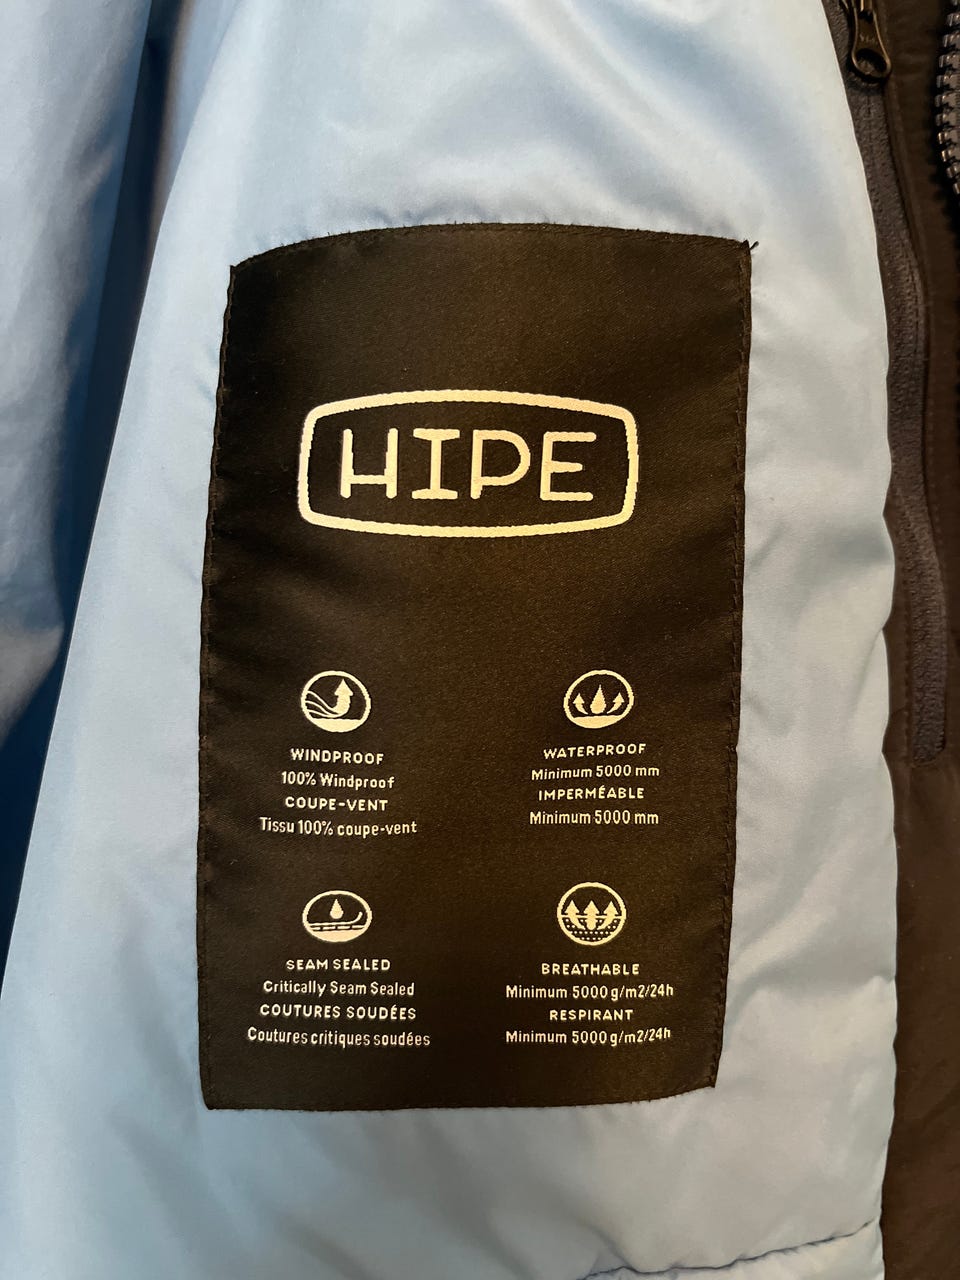 HIPE
WINDPROOF
100% Windproof
COUPE-VENT
Tissu 100% coupe-vent
WATERPROOF
Minimum 5000 mm
IMPERMÉABLE
Minimum 5000 mm
SEAM SEALED
Critically Seam Sealed
COUTURES SOUDÉES
Coutures critiques soudées
BREATHABLE
Minimum 5000 g/m2/24h
RESPIRANT
Minimum 5000 g/m2/24h